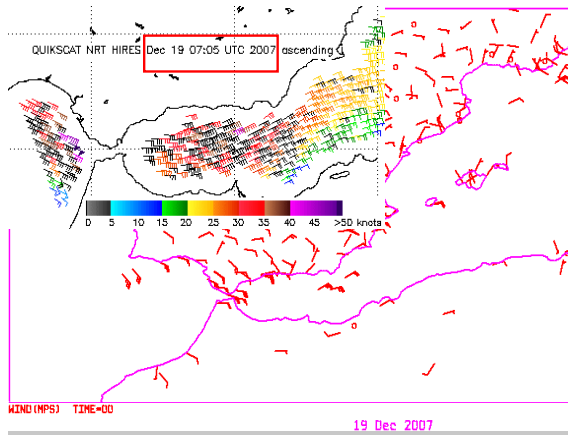 QUIKSCAT NRT HIRES Dec 19 07:05 UTC 2007 ascending
0 5 10 15 20 25 30 35 40 45 >50 knots
WIND(MPS) TIME=00
19 Dec 2007